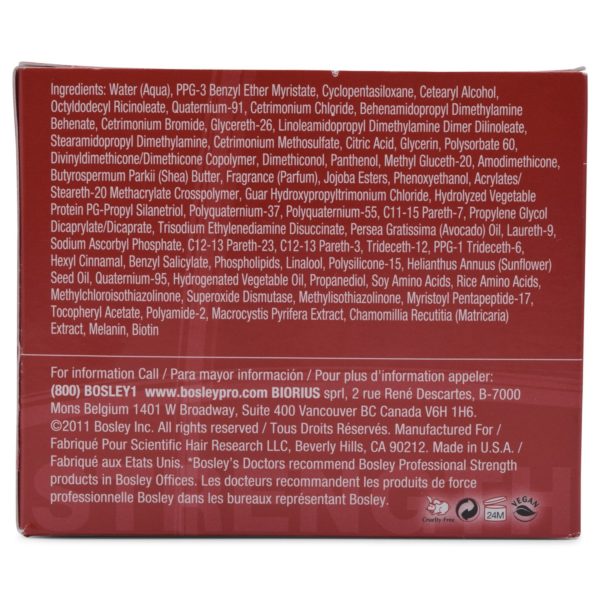 Ingredients: Water (Aqua), PPG-3 Benzyl Ether Myristate, Cyclopentasiloxane, Cetearyl Alcohol,
Octyldodecyl Ricinoleate, Quaternium-91, Cetrimonium Chloride, Behenamidopropyl Dimethylamine
Behenate, Cetrimonium Bromide, Glycereth-26, Linoleamidopropyl Dimethylamine Dimer Dilinoleate,
Stearamidopropyl Dimethylamine, Cetrimonium Methosulfate, Citric Acid, Glycerin, Polysorbate 60,
Divinyldimethicone/Dimethicone Copolymer, Dimethiconol, Panthenol, Methyl Gluceth-20, Amodimethicone,
Butyrospermum Parkii (Shea) Butter, Fragrance (Parfum), Jojoba Esters, Phenoxyethanol, Acrylates/
Steareth-20 Methacrylate Crosspolymer, Guar Hydroxypropyltrimonium Chloride, Hydrolyzed Vegetable
Protein PG-Propyl Silanetriol, Polyquaternium-37, Polyquaternium-55, C11-15 Pareth-7, Propylene Glycol
Dicaprylate/Dicaprate, Trisodium Ethylenediamine Disuccinate, Persea Gratissima (Avocado) Oil, Laureth-9,
Sodium Ascorbyl Phosphate, C12-13 Pareth-23, C12-13 Pareth-3, Trideceth-12, PPG-1 Trideceth-6,
Hexyl Cinnamal, Benzyl Salicylate, Phospholipids, Linalool, Polysilicone-15, Helianthus Annuus (Sunflower)
Seed Oil, Quaternium-95, Hydrogenated Vegetable Oil, Propanediol, Soy Amino Acids, Rice Amino Acids,
Methylchloroisothiazolinone, Superoxide Dismutase, Methylisothiazolinone, Myristoyl Pentapeptide-17,
Tocopheryl Acetate, Polyamide-2, Macrocystis Pyrifera Extract, Chamomilla Recutita (Matricaria)
Extract, Melanin, Biotin
For information Call / Para mayor información / Pour plus d'information appeler:
(800) BOSLEY1 www.bosleypro.com BIORIUS sprl, 2 rue René Descartes, B-7000
Mons Belgium 1401 W Broadway, Suite 400 Vancouver BC Canada V6H 1H6.
©2011 Bosley Inc. All rights reserved / Tous Droits Réservés. Manufactured For /
Fabriqué Pour Scientific Hair Research LLC, Beverly Hills, CA 90212. Made in U.S.A. /
Fabriqué aux Etats Unis. *Bosley's Doctors recommend Bosley Professional Strength
products in Bosley Offices. Les docteurs recommandent les produits de force
professionnelle Bosley dans les bureaux représentant Bosley.
STRENGTH
Cruelty-Free 24M VEGAN